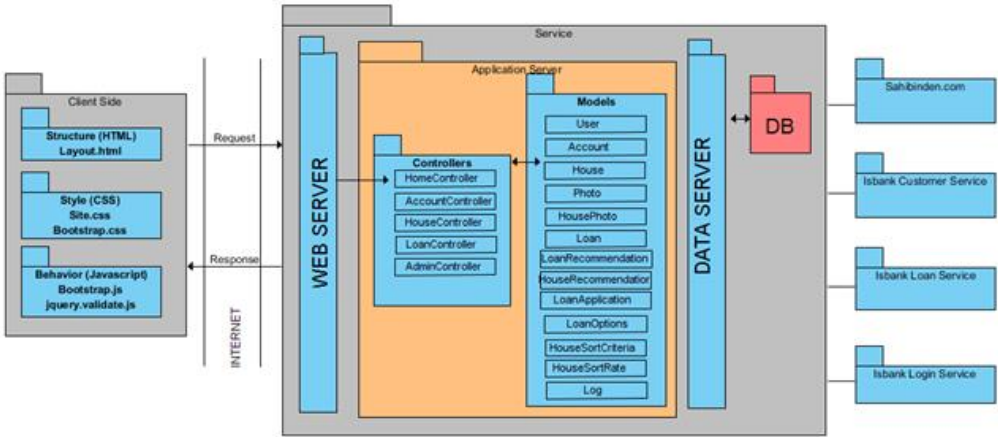 Client Side
Structure (HTML)
Layout.html
Style (CSS)
Site.css
Bootstrap.css
Behavior (Javascript)
Bootstrap.js
jquery.validate.js
Request
Response
INTERNET
Service
WEB SERVER
Application Server
Controllers
HomeController
AccountController
HouseController
LoanController
AdminController
Models
User
Account
House
Photo
HousePhoto
Loan
LoanRecommendation
HouseRecommendation
LoanApplication
LoanOptions
HouseSortCriteria
HouseSortRate
Log
DATA SERVER
DB
Sahibinden.com
Isbank Customer Service
Isbank Loan Service
Isbank Login Service